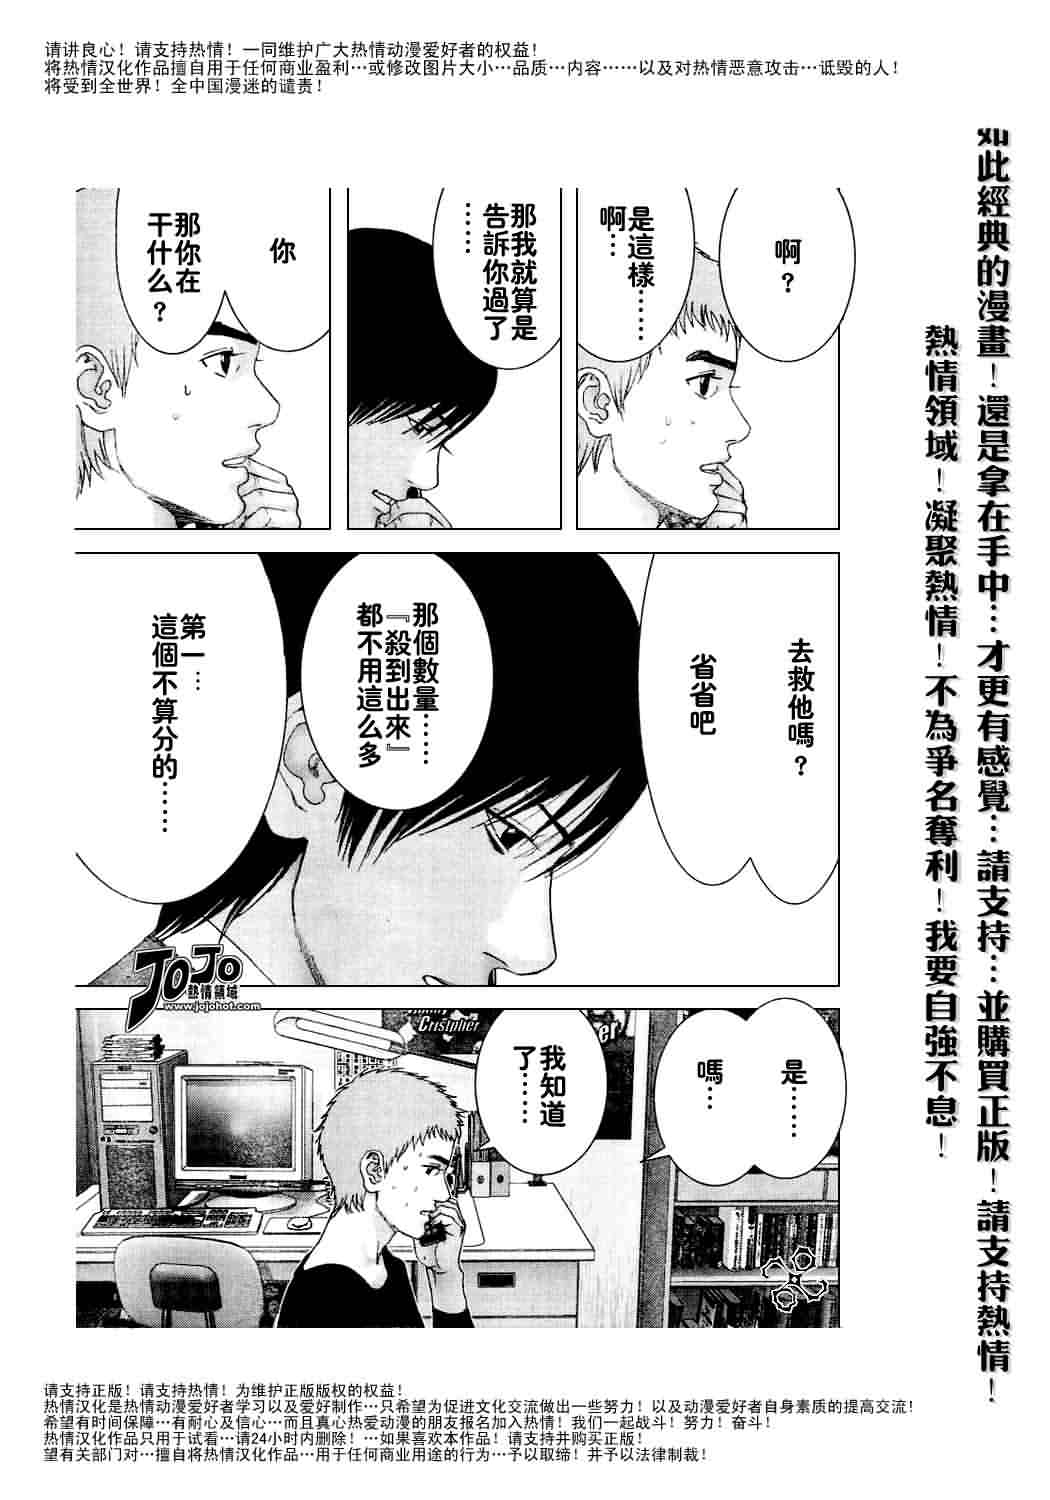 请讲良心！请支持热情！一同维护广大热情动漫爱好者的权益！
将热情汉化作品擅自用于任何商业盈利…或修改图片大小…品质…内容……以及对热情恶意攻击…诋毁的人！
将受到全世界！全中国漫迷的谴责！
如此經典的漫畫！還是拿在手中…才更有感覺…請支持…並購買正版！請支持熱情！
熱情領域！凝聚熱情！不為爭名奪利！我要自強不息！
啊？
是這樣……
啊…
那我就算是
告訴你過了
……
你
那你在
干什么？
去救他嗎？
省省吧
那個數量……
『殺到出來』
都不用這么多
第一…
這個不算分的……
JOJO
熱情領域
www.jojohot.com
是……
嗎…
我知道
了……
Cristpher
请支持正版！请支持热情！为维护正版版权的权益！
热情汉化是热情动漫爱好者学习以及爱好制作…只希望为促进文化交流做出一些努力！以及动漫爱好者自身素质的提高交流！
希望有时间保障…有耐心及信心…而且真心热爱动漫的朋友报名加入热情！我们一起战斗！努力！奋斗！
热情汉化作品只用于试看…请24小时内删除！…如果喜欢本作品！请支持并购买正版！
望有关部门对…擅自将热情汉化作品…用于任何商业用途的行为…予以取缔！并予以法律制裁！